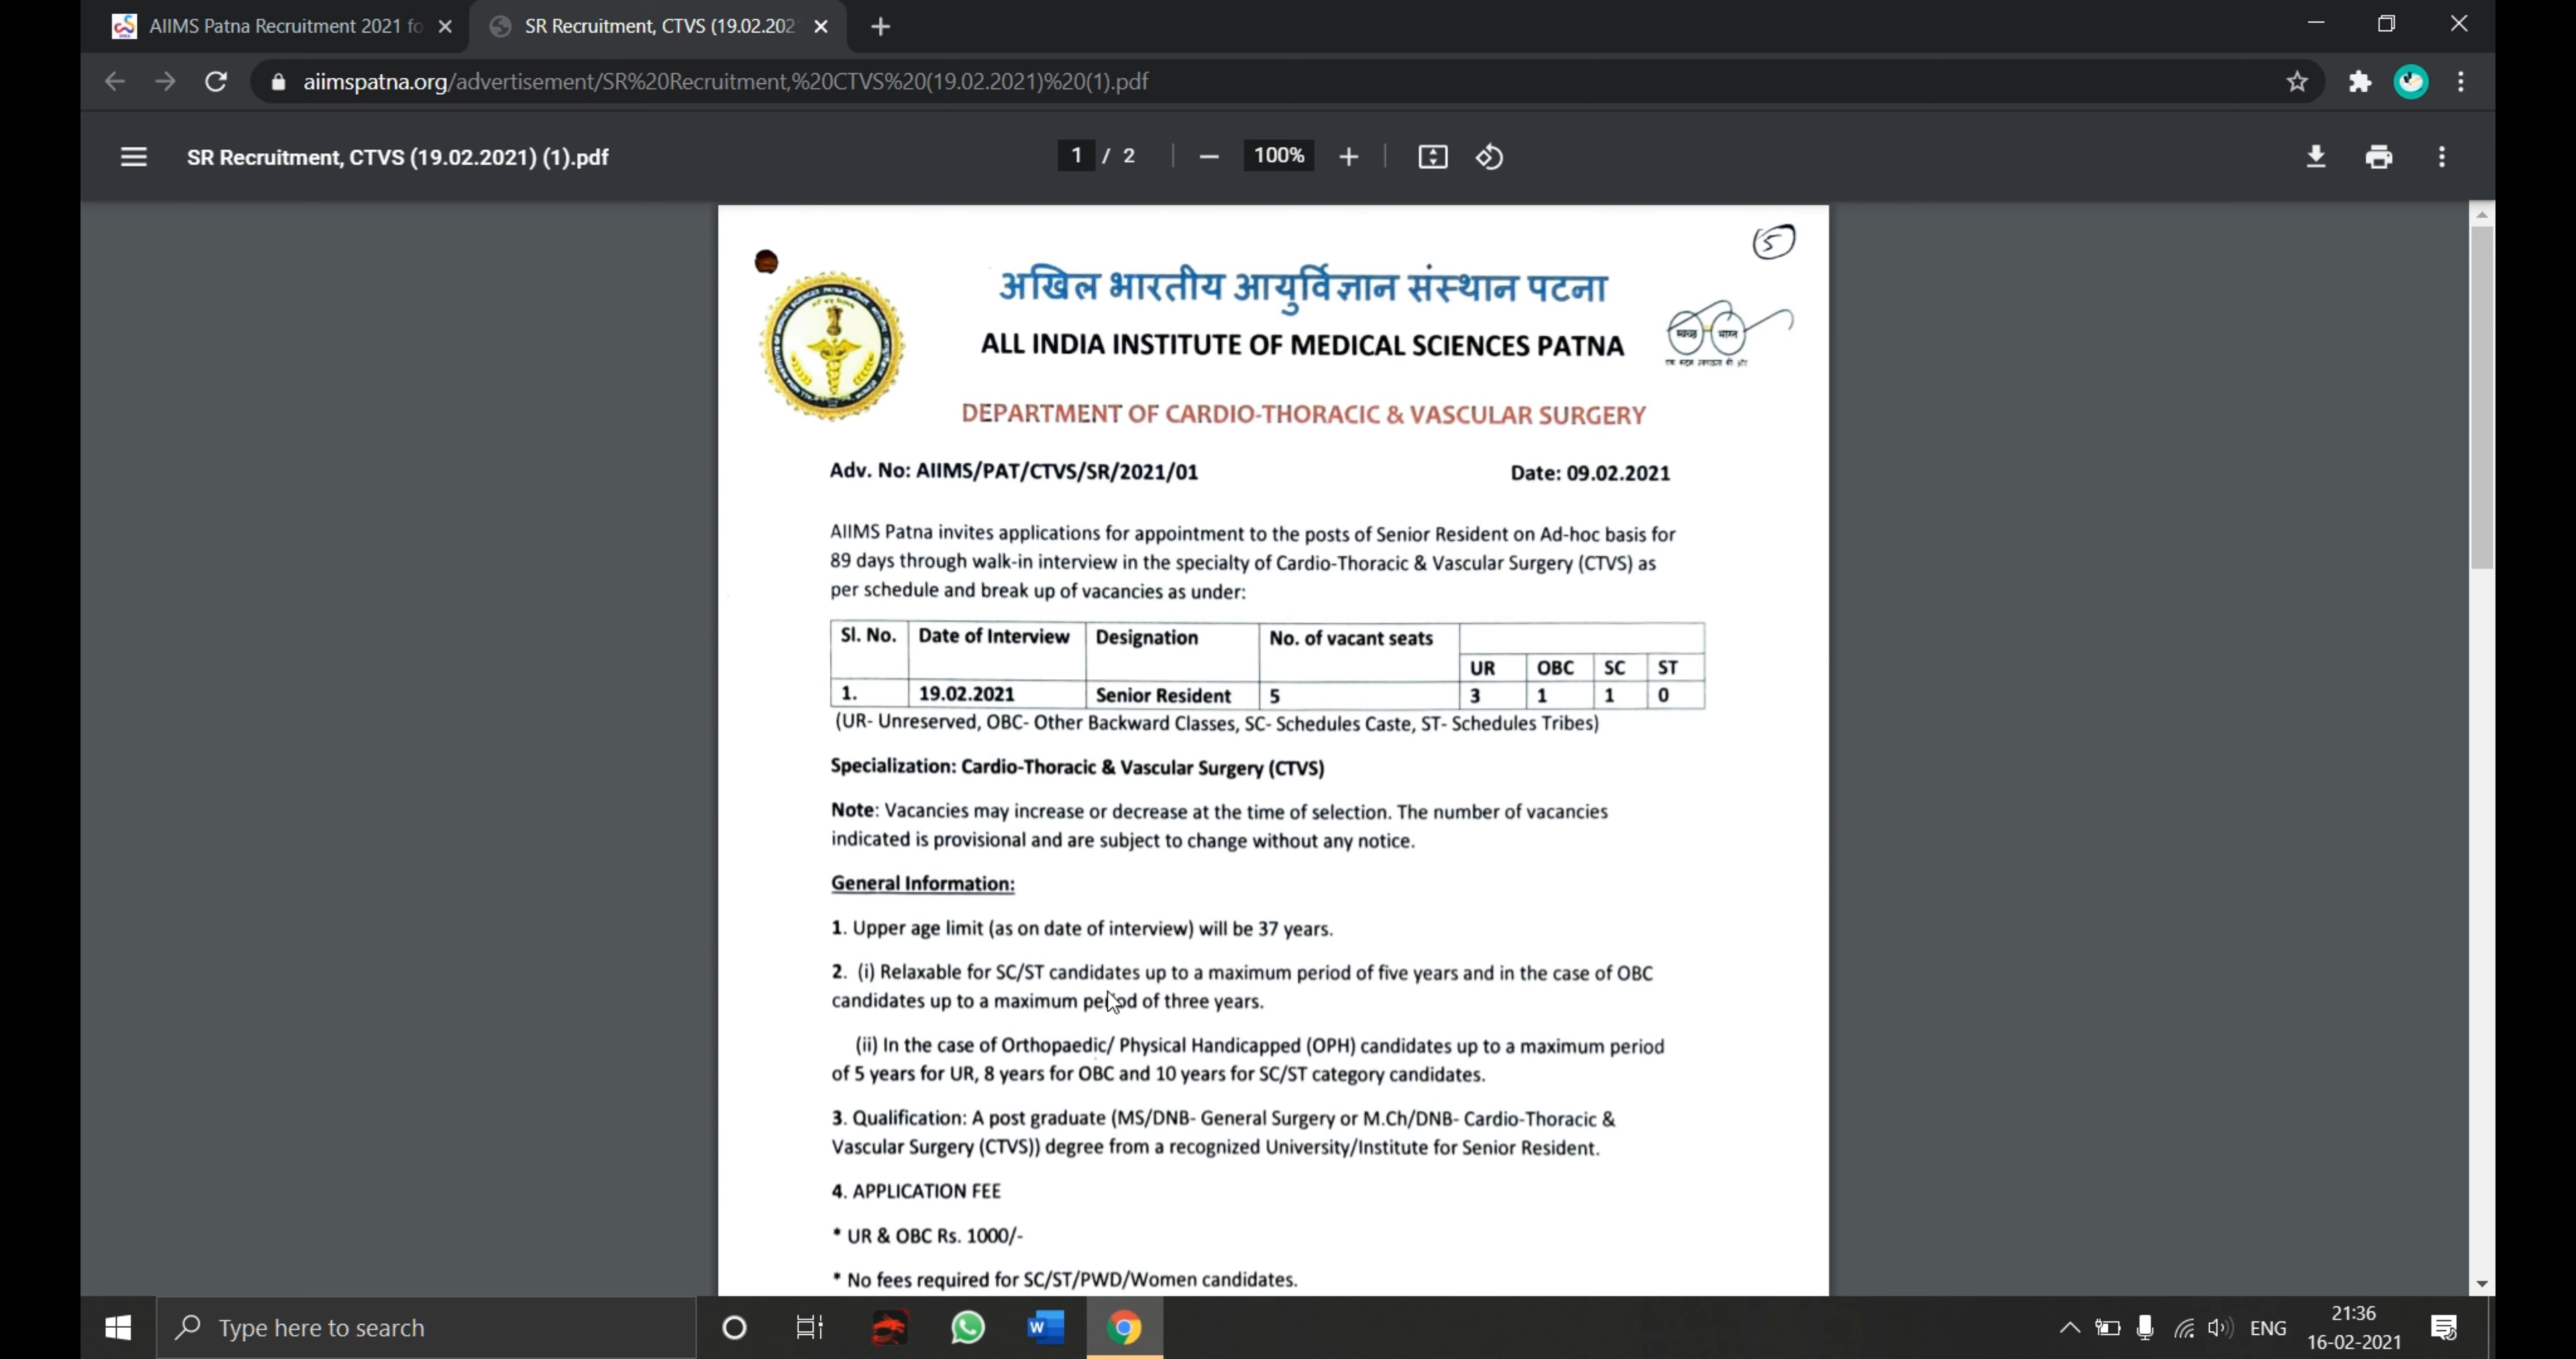 AIIMS Patna Recruitment 2021 fo
SR Recruitment, CTVS (19.02.202
aiimspatna.org/advertisement/SR%20Recruitment,%20CTVS%20(19.02.2021)%20(1).pdf
SR Recruitment, CTVS (19.02.2021) (1).pdf
1 / 2
100%
5
अखिल भारतीय आयुर्विज्ञान संस्थान पटना
ALL INDIA INSTITUTE OF MEDICAL SCIENCES PATNA
स्वच्छ भारत
DEPARTMENT OF CARDIO-THORACIC & VASCULAR SURGERY
Adv. No: AIIMS/PAT/CTVS/SR/2021/01 Date: 09.02.2021
AIIMS Patna invites applications for appointment to the posts of Senior Resident on Ad-hoc basis for
89 days through walk-in interview in the specialty of Cardio-Thoracic & Vascular Surgery (CTVS) as
per schedule and break up of vacancies as under:
Sl. No. Date of Interview Designation No. of vacant seats
UR OBC SC ST
1. 19.02.2021 Senior Resident 5 3 1 1 0
(UR- Unreserved, OBC- Other Backward Classes, SC- Schedules Caste, ST- Schedules Tribes)
Specialization: Cardio-Thoracic & Vascular Surgery (CTVS)
Note: Vacancies may increase or decrease at the time of selection. The number of vacancies
indicated is provisional and are subject to change without any notice.
General Information:
1. Upper age limit (as on date of interview) will be 37 years.
2. (i) Relaxable for SC/ST candidates up to a maximum period of five years and in the case of OBC
candidates up to a maximum period of three years.
(ii) In the case of Orthopaedic/ Physical Handicapped (OPH) candidates up to a maximum period
of 5 years for UR, 8 years for OBC and 10 years for SC/ST category candidates.
3. Qualification: A post graduate (MS/DNB- General Surgery or M.Ch/DNB- Cardio-Thoracic &
Vascular Surgery (CTVS)) degree from a recognized University/Institute for Senior Resident.
4. APPLICATION FEE
* UR & OBC Rs. 1000/-
* No fees required for SC/ST/PWD/Women candidates.
Type here to search
ENG
21:36
16-02-2021